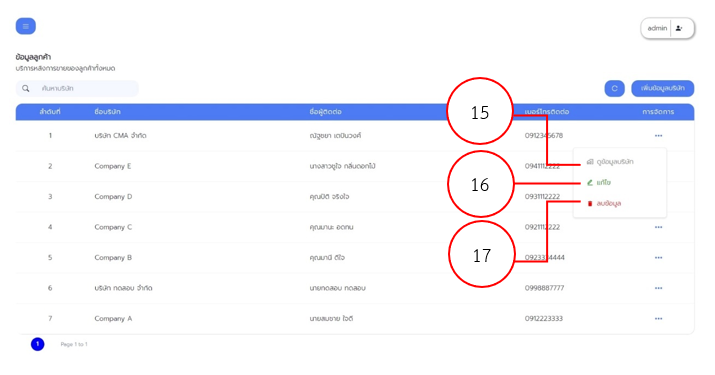 admin
ข้อมูลลูกค้า
บริการหลังการขายของลูกค้าทั้งหมด
ค้นหาบริษัท
เพิ่มข้อมูลบริษัท
ลำดับที่ ชื่อบริษัท ชื่อผู้ติดต่อ เบอร์โทรติดต่อ การจัดการ
15
1 บริษัท CMA จำกัด ณัฐชยา เตชินวงค์ 0912345678
ดูข้อมูลบริษัท
2 Company E นางสาวชูใจ กลิ่นดอกไม้ 0941112222
16
แก้ไข
3 Company D คุณปิติ จริงใจ 0931112222
ลบข้อมูล
4 Company C คุณมานะ อดทน 0921112222
17
5 Company B คุณมานี ดีใจ 0923334444
6 บริษัท ทดสอบ จำกัด นายทดสอบ ทดสอบ 0998887777
7 Company A นายสมชาย ใจดี 0912223333
1 Page 1 to 1